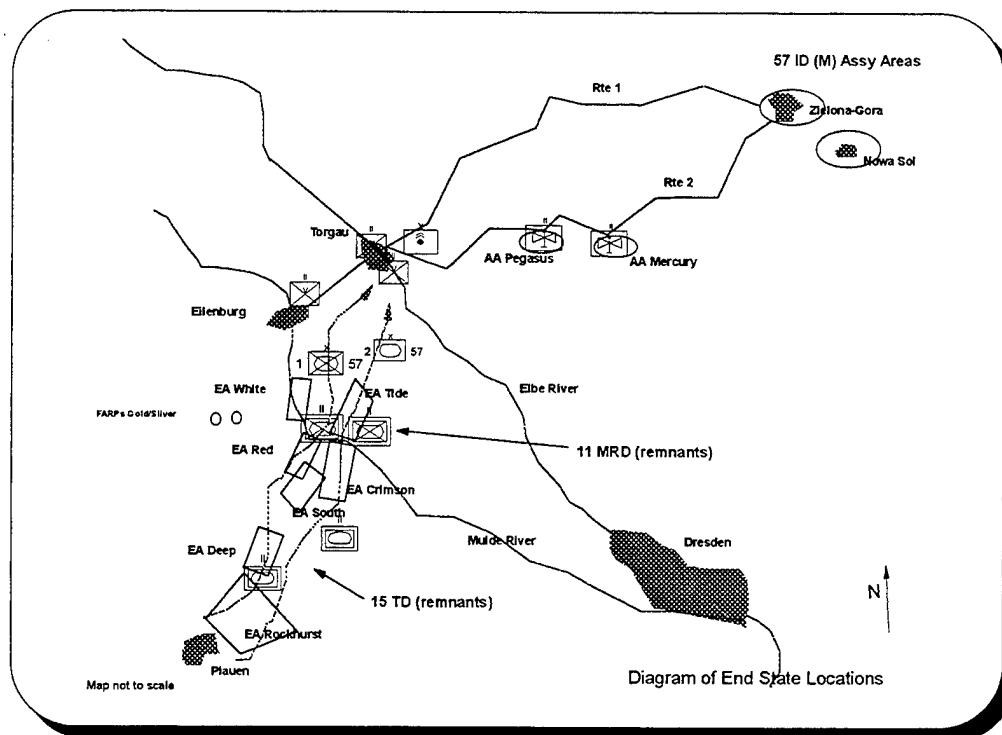 57 ID (M) Assy Areas
Rte 1
Zielona-Gora
Nowa Sol
Rte 2
Torgau
AA Pegasus
AA Mercury
Eilenburg
1 57
2 57
EA White
EA Tide
Elbe River
FARPs Gold/Sliver
EA Red
11 MRD (remnants)
EA Crimson
EA South
Mulde River
Dresden
EA Deep
15 TD (remnants)
N
EA Rockhurst
Plauen
Map not to scale
Diagram of End State Locations